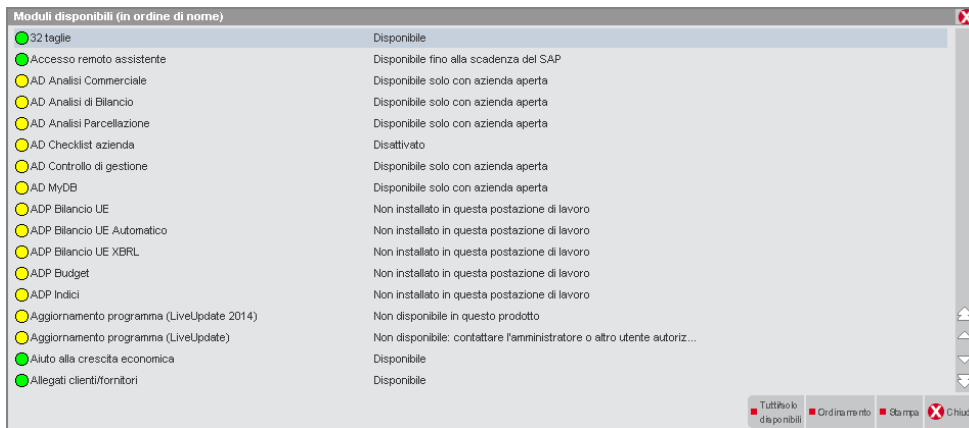 Moduli disponibili (in ordine di nome)
32 taglie Disponibile
Accesso remoto assistente Disponibile fino alla scadenza del SAP
AD Analisi Commerciale Disponibile solo con azienda aperta
AD Analisi di Bilancio Disponibile solo con azienda aperta
AD Analisi Parcellazione Disponibile solo con azienda aperta
AD Checklist azienda Disattivato
AD Controllo di gestione Disponibile solo con azienda aperta
AD MyDB Disponibile solo con azienda aperta
ADP Bilancio UE Non installato in questa postazione di lavoro
ADP Bilancio UE Automatico Non installato in questa postazione di lavoro
ADP Bilancio UE XBRL Non installato in questa postazione di lavoro
ADP Budget Non installato in questa postazione di lavoro
ADP Indici Non installato in questa postazione di lavoro
Aggiornamento programma (LiveUpdate 2014) Non disponibile in questo prodotto
Aggiornamento programma (LiveUpdate) Non disponibile: contattare l'amministratore o altro utente autoriz...
Aiuto alla crescita economica Disponibile
Allegati clienti/fornitori Disponibile
Tutti/solo
disponibili Ordinamento Stampa Chiud